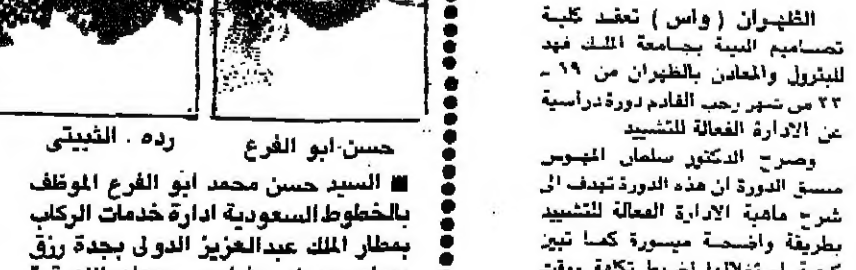 الظهران ( واس ) تعقد كلية
تصاميم البيئة بجامعة الملك فهد
للبترول والمعادن بالظهران من ١٩ ـ
٢٣ من شهر رجب القادم دورة دراسية
عن الادارة الفعالة للتشييد
وصرح الدكتور سلمان المهوس
منسق الدورة ان هذه الدورة تهدف الى
شرح ماهية الادارة الفعالة للتشييد
بطريقة واضحة ميسورة كما تبين
حسن ابو الفرع
رده . الثبيتى
■ السيد حسن محمد ابو الفرع الموظف
بالخطوط السعودية ادارة خدمات الركاب
بمطار الملك عبدالعزيز الدولى بجدة رزق